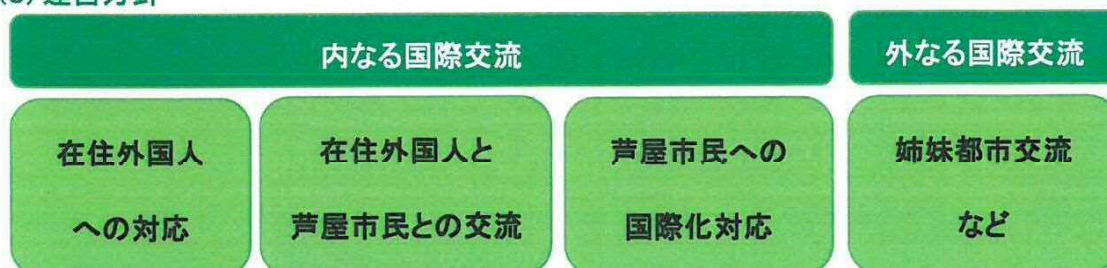 内なる国際交流
外なる国際交流
在住外国人
への対応
在住外国人と
芦屋市民との交流
芦屋市民への
国際化対応
姉妹都市交流
など